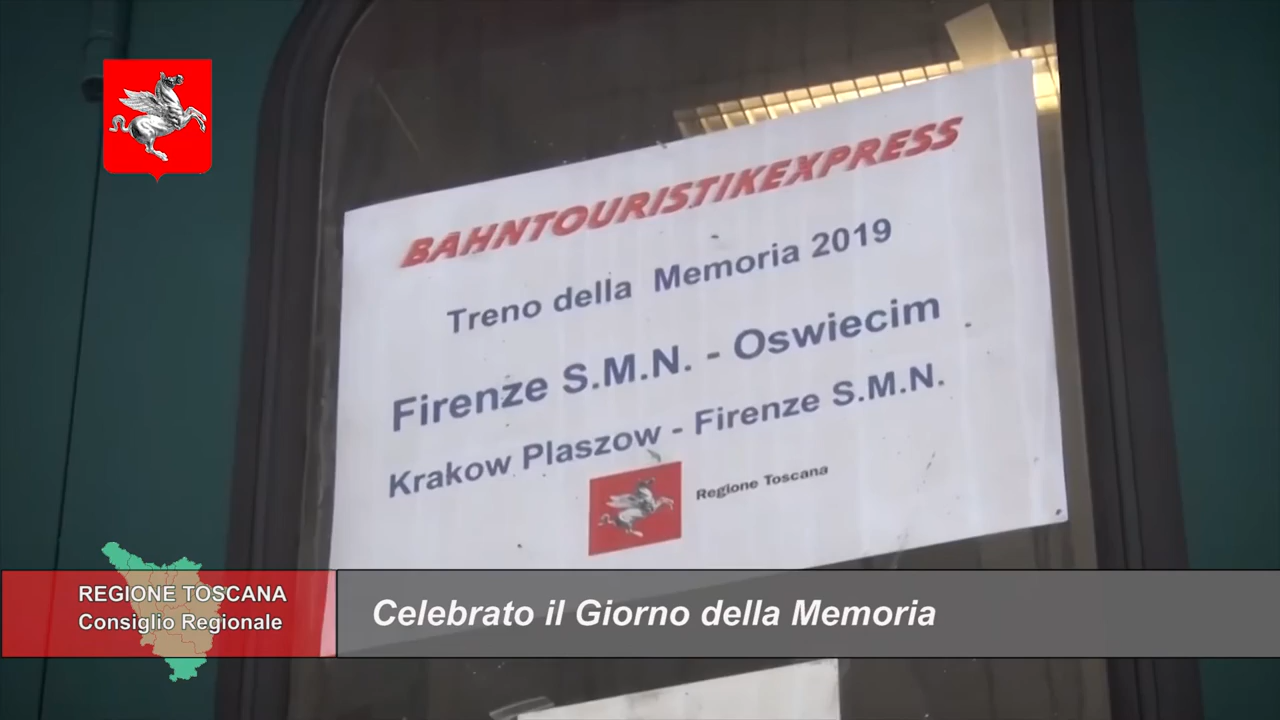 BAHNTOURISTIKEXPRESS
Treno della Memoria 2019
Firenze S.M.N. - Oswiecim
Krakow Plaszow - Firenze S.M.N.
Regione Toscana
REGIONE TOSCANA
Consiglio Regionale
Celebrato il Giorno della Memoria